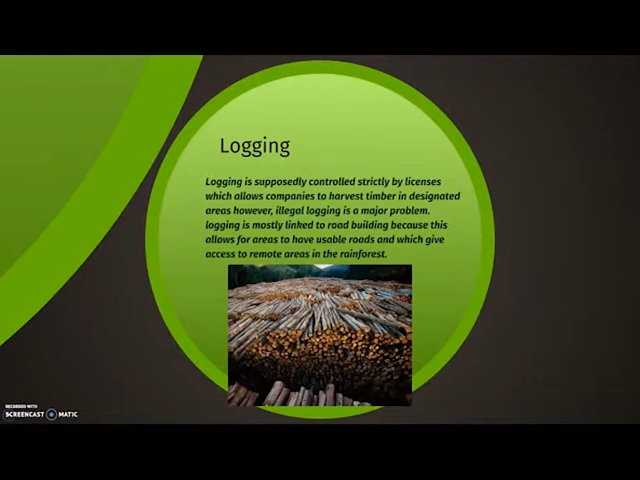 Logging
Logging is supposedly controlled strictly by licenses
which allows companies to harvest timber in designated
areas however, illegal logging is a major problem.
logging is mostly linked to road building because this
allows for areas to have usable roads and which give
access to remote areas in the rainforest.
RECORDED WITH
SCREENCAST MATIC